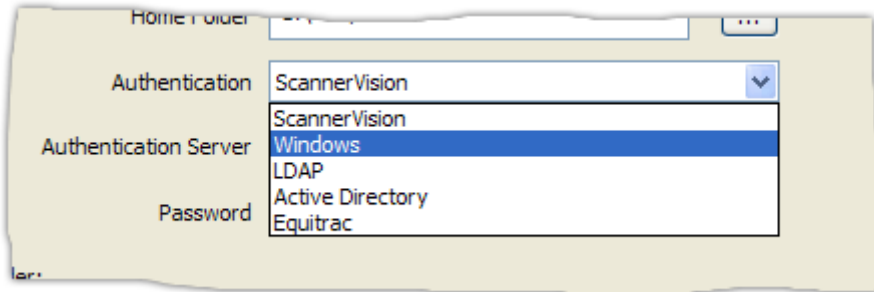 Home Folder
...
Authentication ScannerVision
ScannerVision
Authentication Server Windows
LDAP
Active Directory
Password
Equitrac